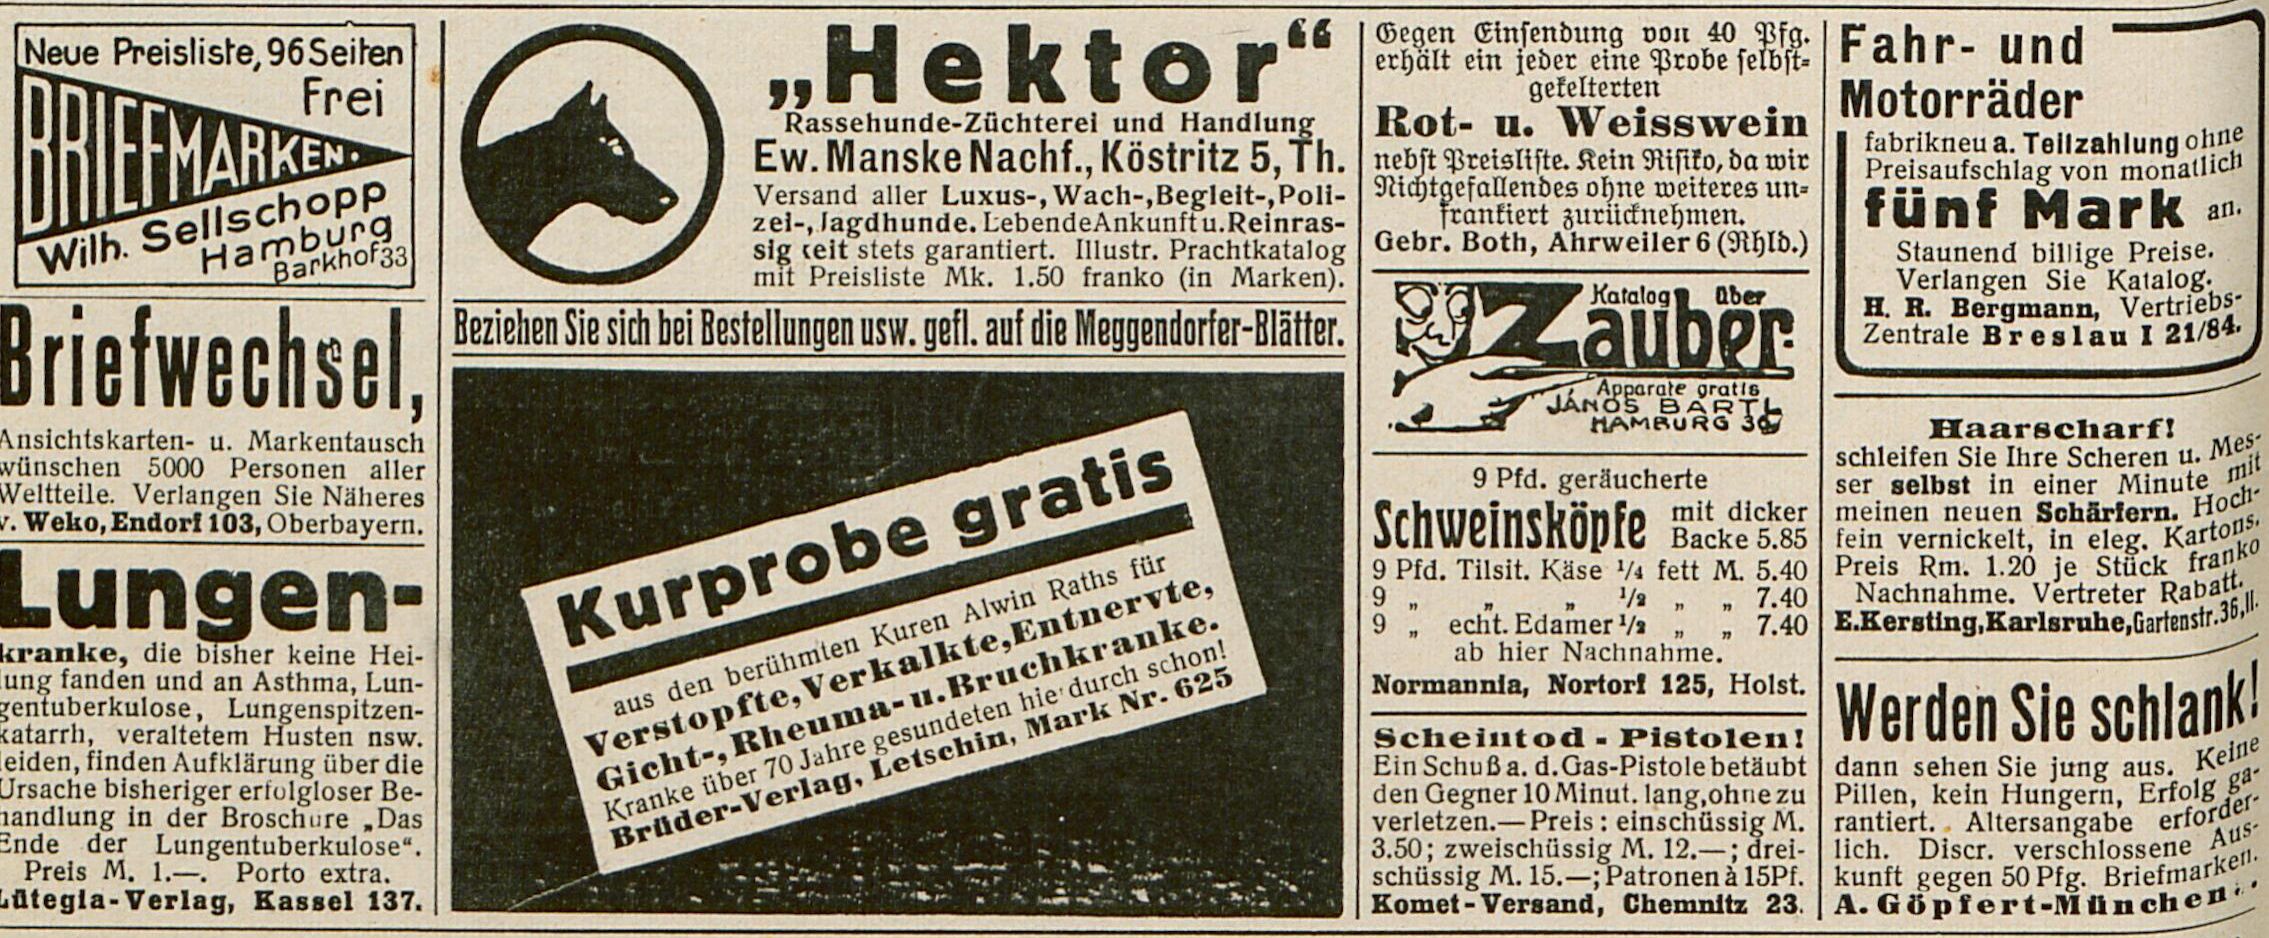 Neue Preisliste, 96 Seiten
Frei
BRIEFMARKEN.
Wilh. Sellschopp
Hamburg
Barkhof 33
Briefwechsel,
Ansichtskarten- u. Markentausch
wünschen 5000 Personen aller
Weltteile. Verlangen Sie Näheres
v. Weko, Endorf 103, Oberbayern.
Lungen-
kranke, die bisher keine Hei-
lung fanden und an Asthma, Lun-
gentuberkulose, Lungenspitzen-
katarrh, veraltetem Husten nsw.
leiden, finden Aufklärung über die
Ursache bisheriger erfolgloser Be-
handlung in der Broschure „Das
Ende der Lungentuberkulose“.
Preis M. 1.—. Porto extra.
Lütegia-Verlag, Kassel 137.
„Hektor“
Rassehunde-Züchterei und Handlung
Ew. Manske Nachf., Köstritz 5, Th.
Versand aller Luxus-, Wach-, Begleit-, Poli-
zei-, Jagdhunde. Lebende Ankunft u. Reinras-
sigkeit stets garantiert. Illustr. Prachtkatalog
mit Preisliste Mk. 1.50 franko (in Marken).
Beziehen Sie sich bei Bestellungen usw. gefl. auf die Meggendorfer-Blätter.
Kurprobe gratis
aus den berühmten Kuren Alwin Raths für
Verstopfte, Verkalkte, Entnervte,
Gicht-, Rheuma- u. Bruchkranke.
Kranke über 70 Jahre gesundeten hierdurch schon!
Brüder-Verlag, Letschin, Mark Nr. 625
Gegen Einsendung von 40 Pfg.
erhält ein jeder eine Probe selbst-
gekelterten
Rot- u. Weisswein
nebst Preisliste. Kein Risiko, da wir
Nichtgefallendes ohne weiteres un-
frankiert zurücknehmen.
Gebr. Both, Ahrweiler 6 (Rhld.)
Katalog über
Zauber-
Apparate gratis
JANOS BARTL
HAMBURG 36
9 Pfd. geräucherte
Schweinsköpfe mit dicker
Backe 5.85
9 Pfd. Tilsit. Käse 1/4 fett M. 5.40
9 „ „ „ 1/2 „ „ 7.40
9 „ echt. Edamer 1/2 „ „ 7.40
ab hier Nachnahme.
Normannia, Nortorf 125, Holst.
Scheintod - Pistolen!
Ein Schuß a. d. Gas-Pistole betäubt
den Gegner 10 Minut. lang, ohne zu
verletzen.— Preis: einschüssig M.
3.50; zweischüssig M. 12.—; drei-
schüssig M. 15.—; Patronen à 15 Pf.
Komet-Versand, Chemnitz 23.
Fahr- und
Motorräder
fabrikneu a. Teilzahlung ohne
Preisaufschlag von monatlich
fünf Mark an.
Staunend billige Preise.
Verlangen Sie Katalog.
H. R. Bergmann, Vertriebs-
Zentrale Breslau I 21/84.
Haarscharf!
schleifen Sie Ihre Scheren u. Mes-
ser selbst in einer Minute mit
meinen neuen Schärfern. Hoch-
fein vernickelt, in eleg. Kartons.
Preis Rm. 1.20 je Stück franko
Nachnahme. Vertreter Rabatt.
E. Kersting, Karlsruhe, Gartenstr. 36, II.
Werden Sie schlank!
dann sehen Sie jung aus. Keine
Pillen, kein Hungern, Erfolg ga-
rantiert. Altersangabe erforder-
lich. Discr. verschlossene Aus-
kunft gegen 50 Pfg. Briefmarken.
A. Göpfert-München